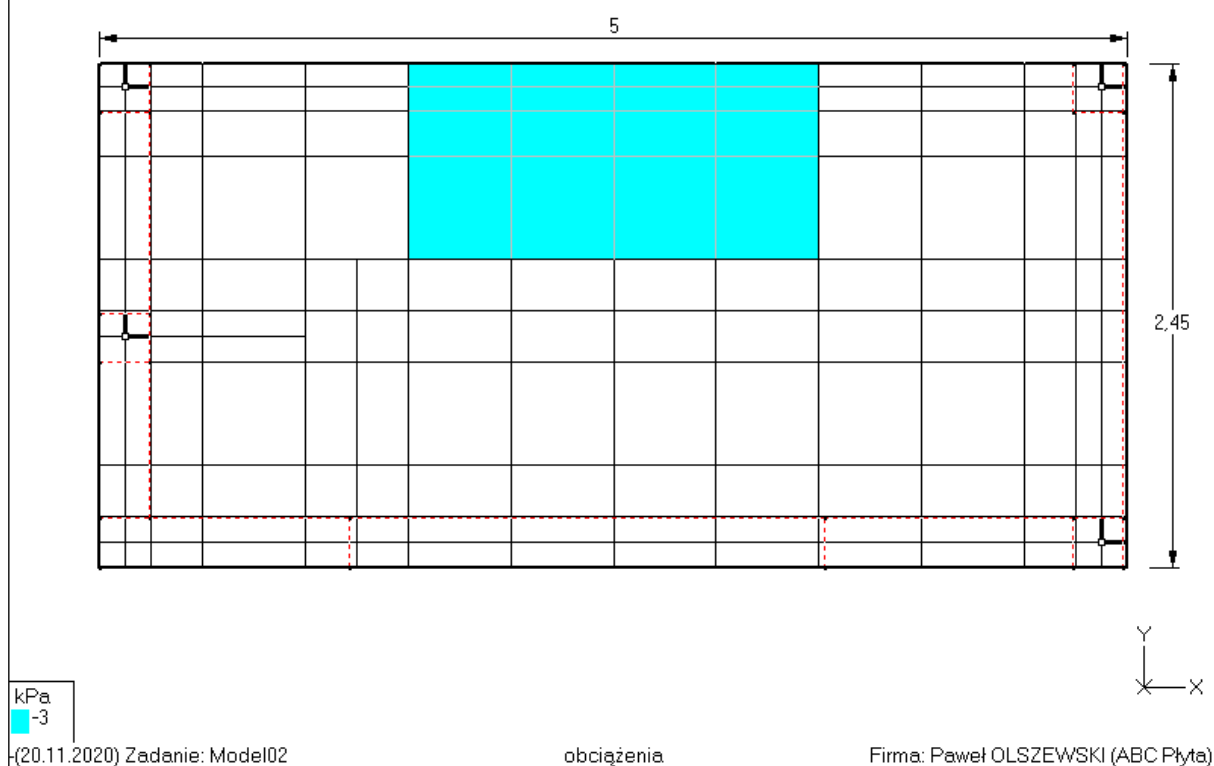 5
2,45
Y
X
kPa
-3
-(20.11.2020) Zadanie: Model02 obciążenia Firma: Paweł OLSZEWSKI (ABC Płyta)